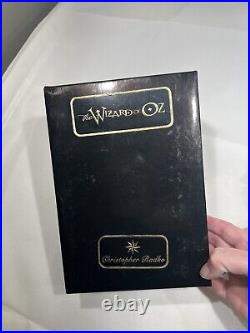 The WIZARD OF OZ
Christopher Radko